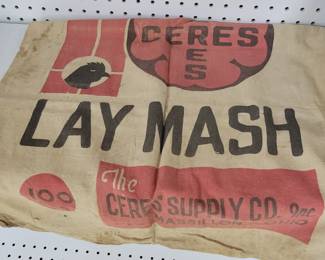 CERES
E
S
LAY MASH
The
100
CERES SUPPLY CO. Inc
MASSILLON, OHIO